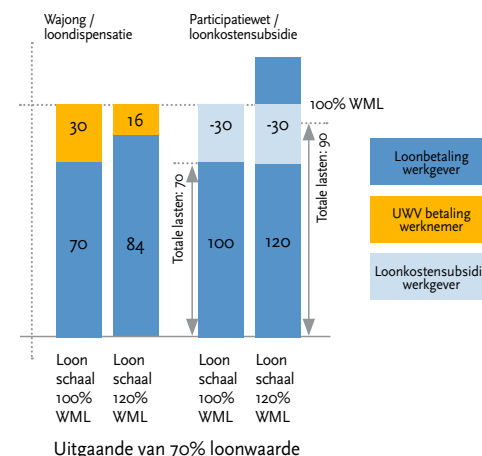 Wajong /
loondispensatie
Participatiewet /
loonkostensubsidie
100% WML
30
16
-30
-30
70
84
100
120
Totale lasten: 70
Totale lasten: 90
Loonbetaling
werkgever
UWV betaling
werknemer
Loonkostensubsidi
werkgever
Loon
schaal
100%
WML
Loon
schaal
120%
WML
Loon
schaal
100%
WML
Loon
schaal
120%
WML
Uitgaande van 70% loonwaarde